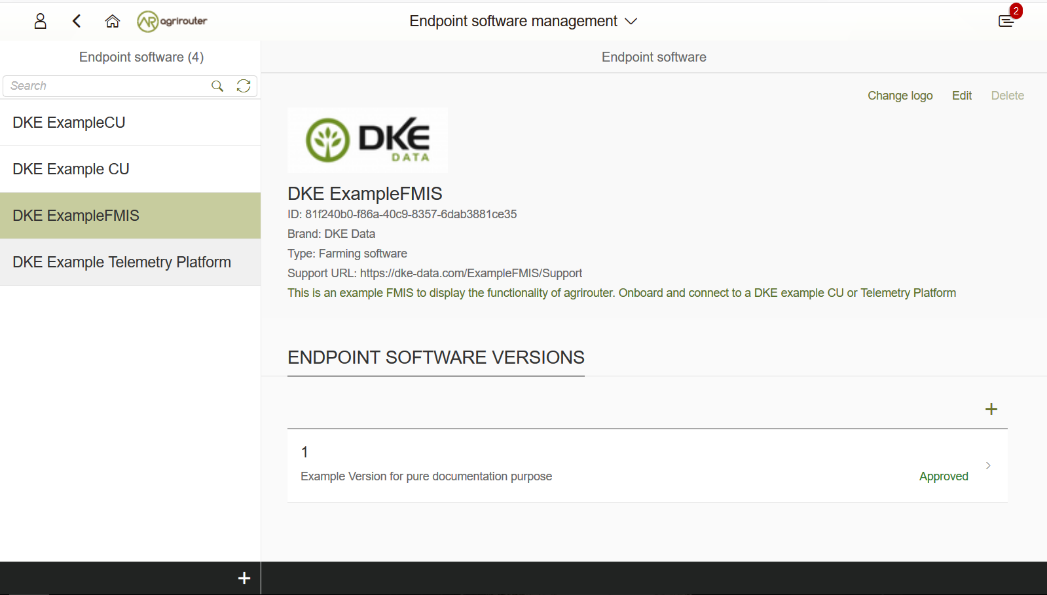 agrirouter
Endpoint software management
2
Endpoint software (4)
Search
DKE ExampleCU
DKE Example CU
DKE ExampleFMIS
DKE Example Telemetry Platform
Endpoint software
Change logo Edit Delete
DKE
DATA
DKE ExampleFMIS
ID: 81f240b0-f86a-40c9-8357-6dab3881ce35
Brand: DKE Data
Type: Farming software
Support URL: https://dke-data.com/ExampleFMIS/Support
This is an example FMIS to display the functionality of agrirouter. Onboard and connect to a DKE example CU or Telemetry Platform
ENDPOINT SOFTWARE VERSIONS
1
Example Version for pure documentation purpose
Approved